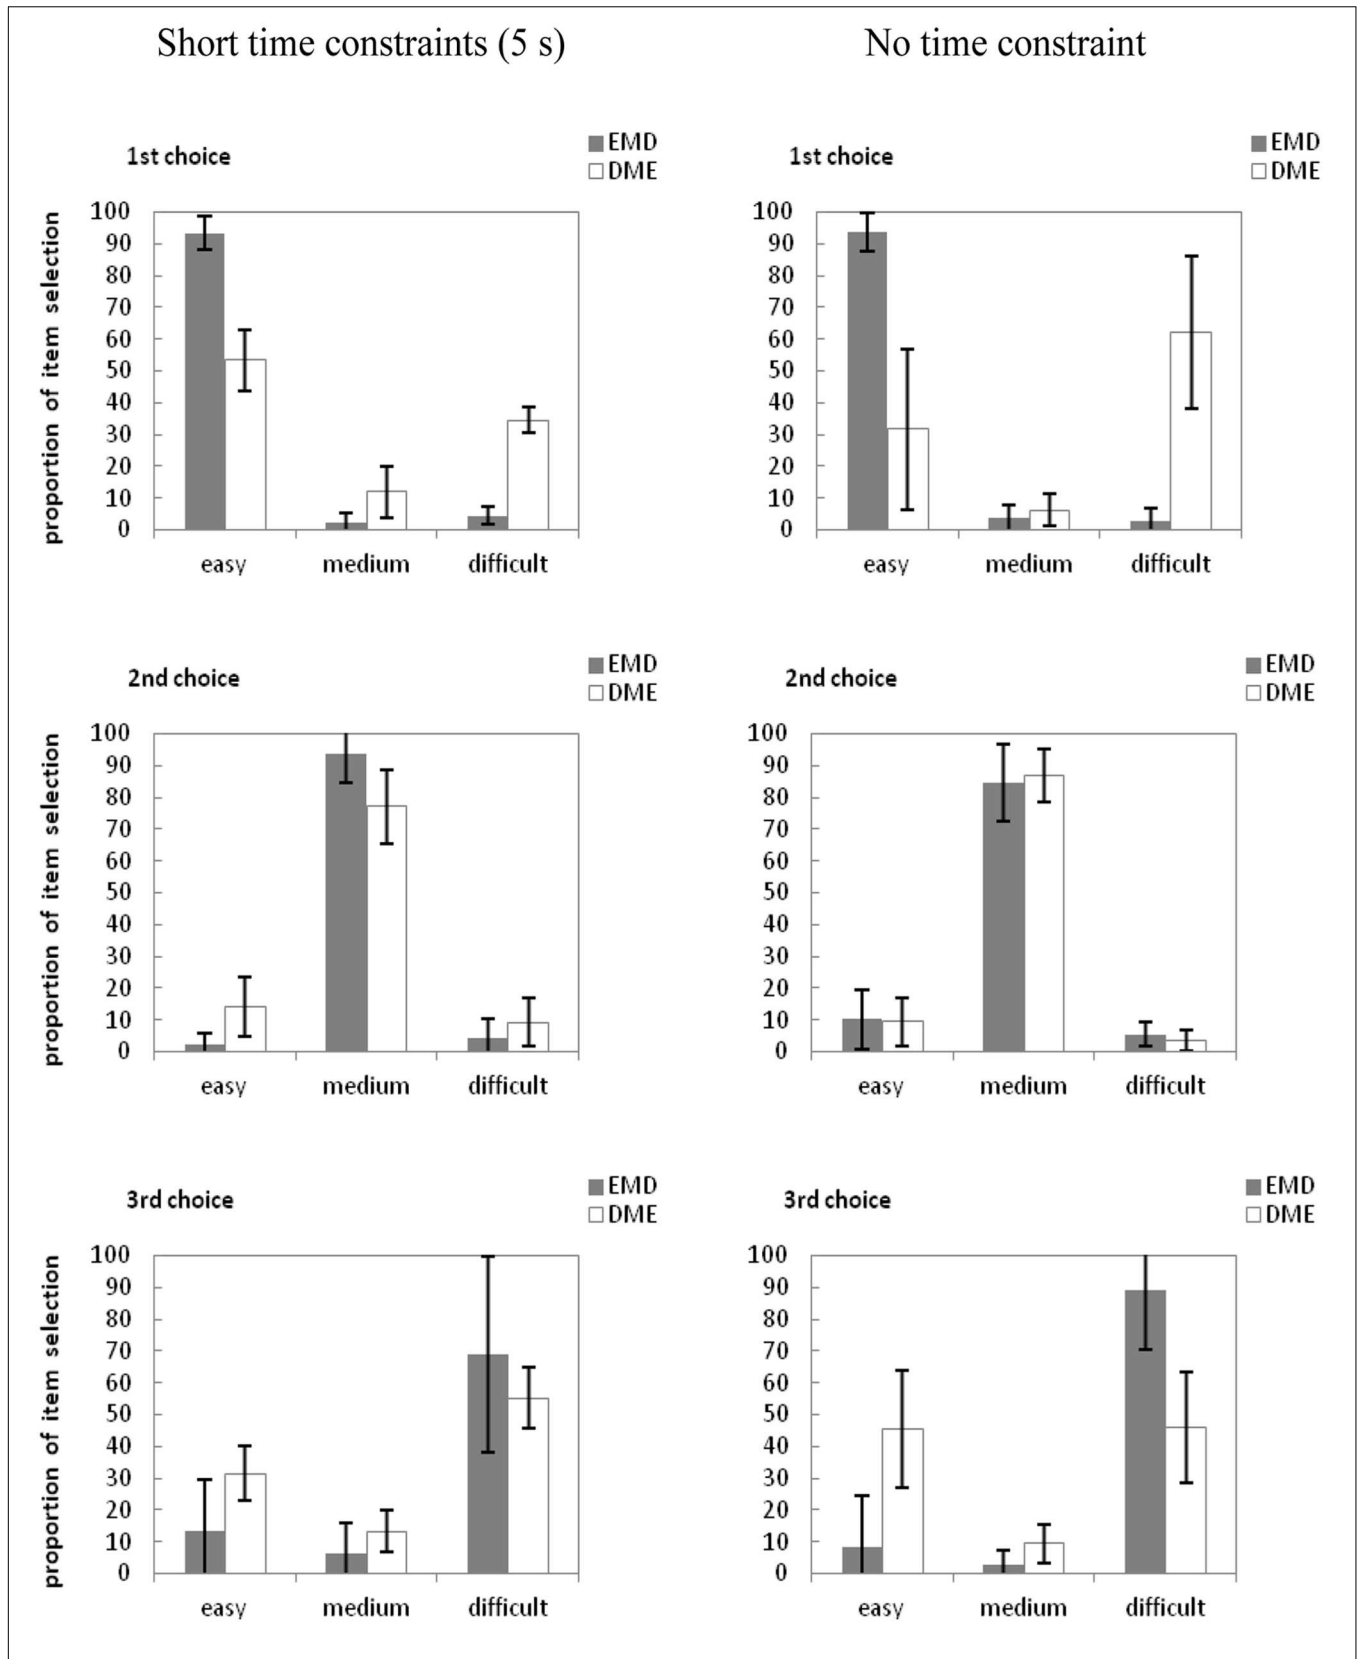 Short time constraints (5 s)
No time constraint
1st choice
EMD
DME
proportion of item selection
100
90
80
70
60
50
40
30
20
10
0
easy medium difficult
1st choice
EMD
DME
100
90
80
70
60
50
40
30
20
10
0
easy medium difficult
2nd choice
EMD
DME
proportion of item selection
100
90
80
70
60
50
40
30
20
10
0
easy medium difficult
2nd choice
EMD
DME
100
90
80
70
60
50
40
30
20
10
0
easy medium difficult
3rd choice
EMD
DME
proportion of item selection
100
90
80
70
60
50
40
30
20
10
0
easy medium difficult
3rd choice
EMD
DME
100
90
80
70
60
50
40
30
20
10
0
easy medium difficult